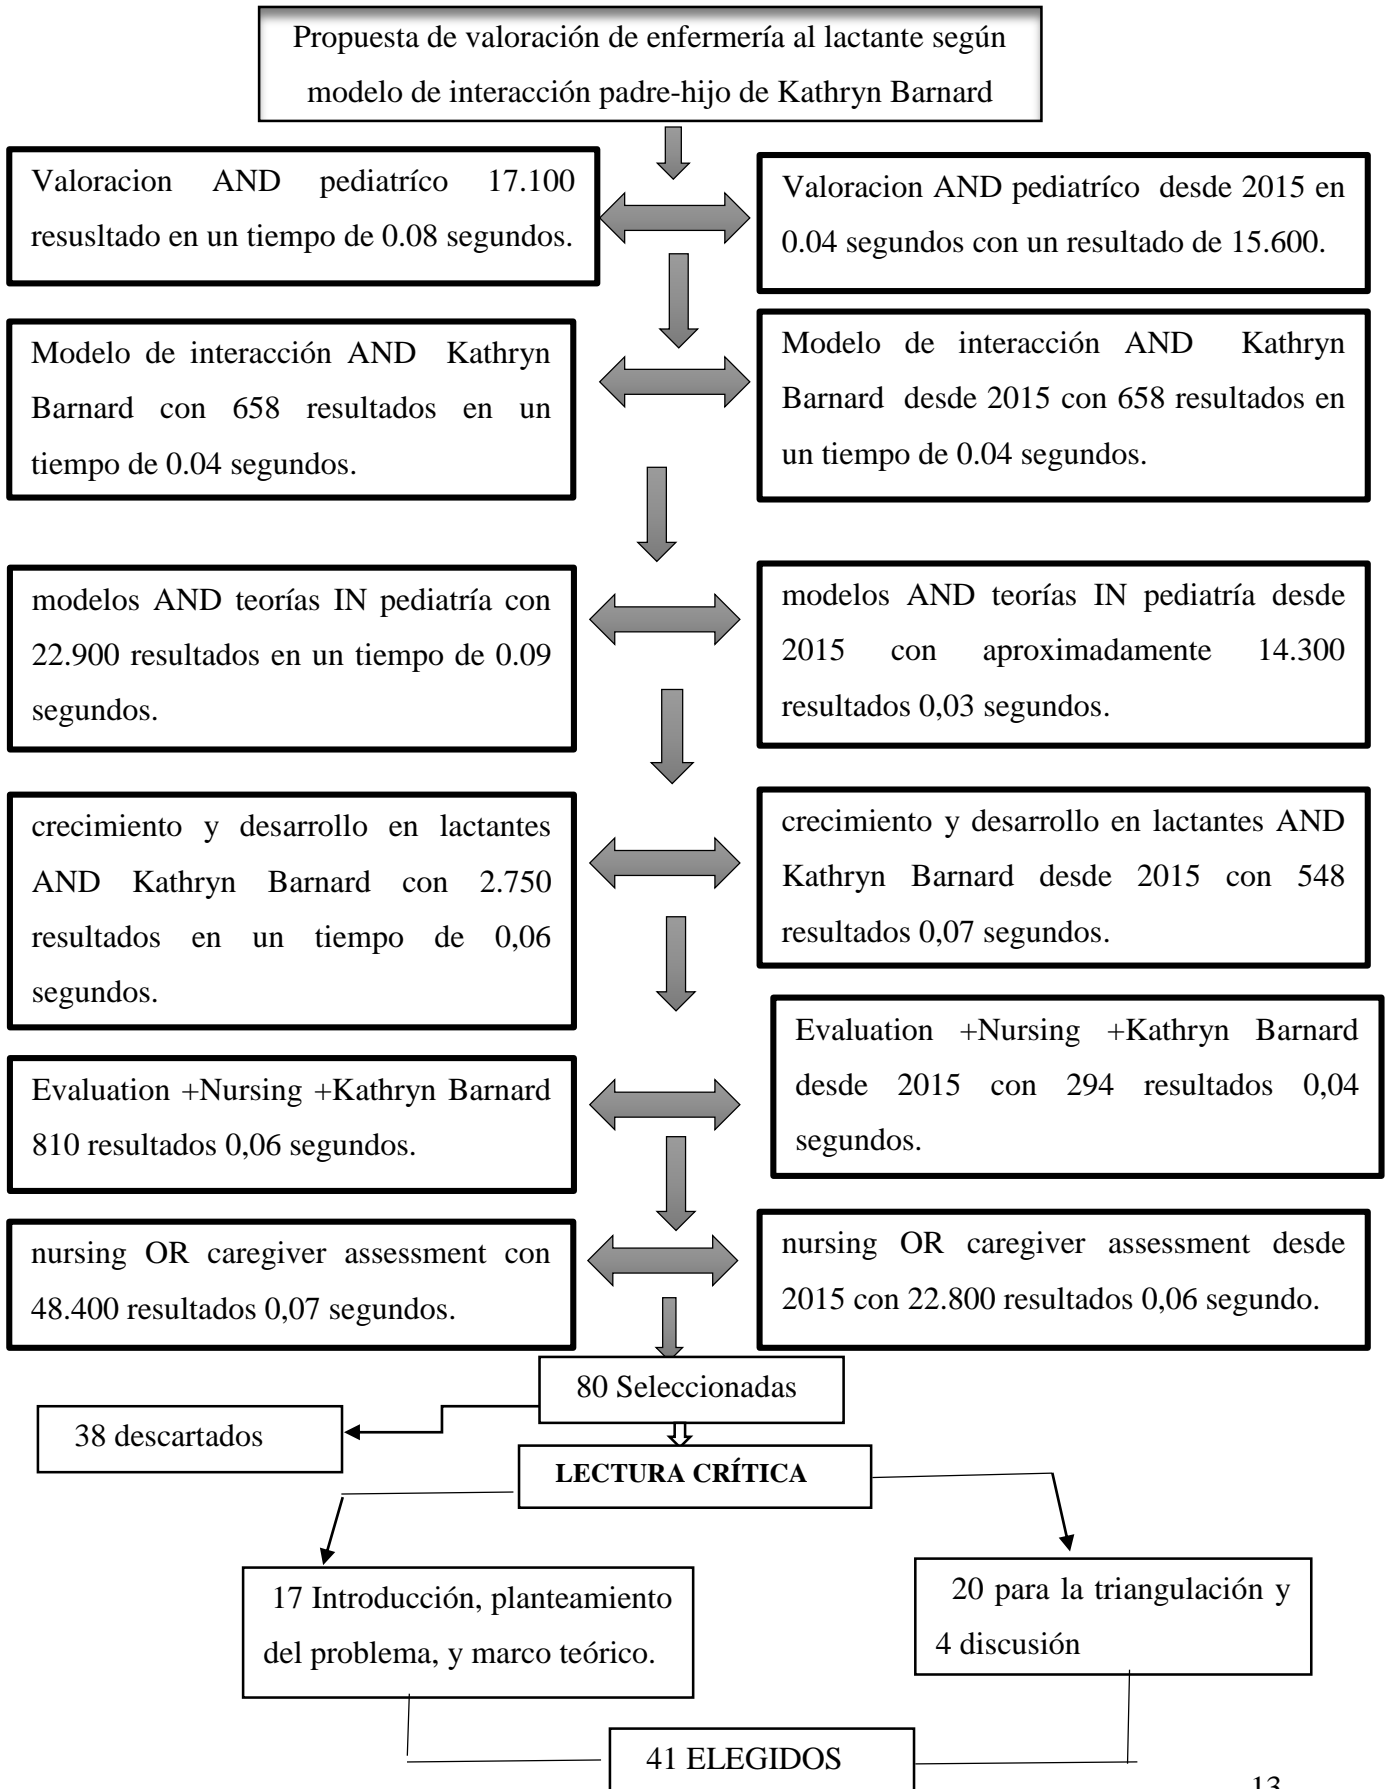 Propuesta de valoración de enfermería al lactante según
modelo de interacción padre-hijo de Kathryn Barnard
Valoracion AND pediatríco 17.100
resusltado en un tiempo de 0.08 segundos.
Valoracion AND pediatríco desde 2015 en
0.04 segundos con un resultado de 15.600.
Modelo de interacción AND Kathryn
Barnard con 658 resultados en un
tiempo de 0.04 segundos.
Modelo de interacción AND Kathryn
Barnard desde 2015 con 658 resultados en
un tiempo de 0.04 segundos.
modelos AND teorías IN pediatría con
22.900 resultados en un tiempo de 0.09
segundos.
modelos AND teorías IN pediatría desde
2015 con aproximadamente 14.300
resultados 0,03 segundos.
crecimiento y desarrollo en lactantes
AND Kathryn Barnard con 2.750
resultados en un tiempo de 0,06
segundos.
crecimiento y desarrollo en lactantes AND
Kathryn Barnard desde 2015 con 548
resultados 0,07 segundos.
Evaluation +Nursing +Kathryn Barnard
810 resultados 0,06 segundos.
Evaluation +Nursing +Kathryn Barnard
desde 2015 con 294 resultados 0,04
segundos.
nursing OR caregiver assessment con
48.400 resultados 0,07 segundos.
nursing OR caregiver assessment desde
2015 con 22.800 resultados 0,06 segundo.
80 Seleccionadas
38 descartados
LECTURA CRÍTICA
17 Introducción, planteamiento
del problema, y marco teórico.
20 para la triangulación y
4 discusión
41 ELEGIDOS
13